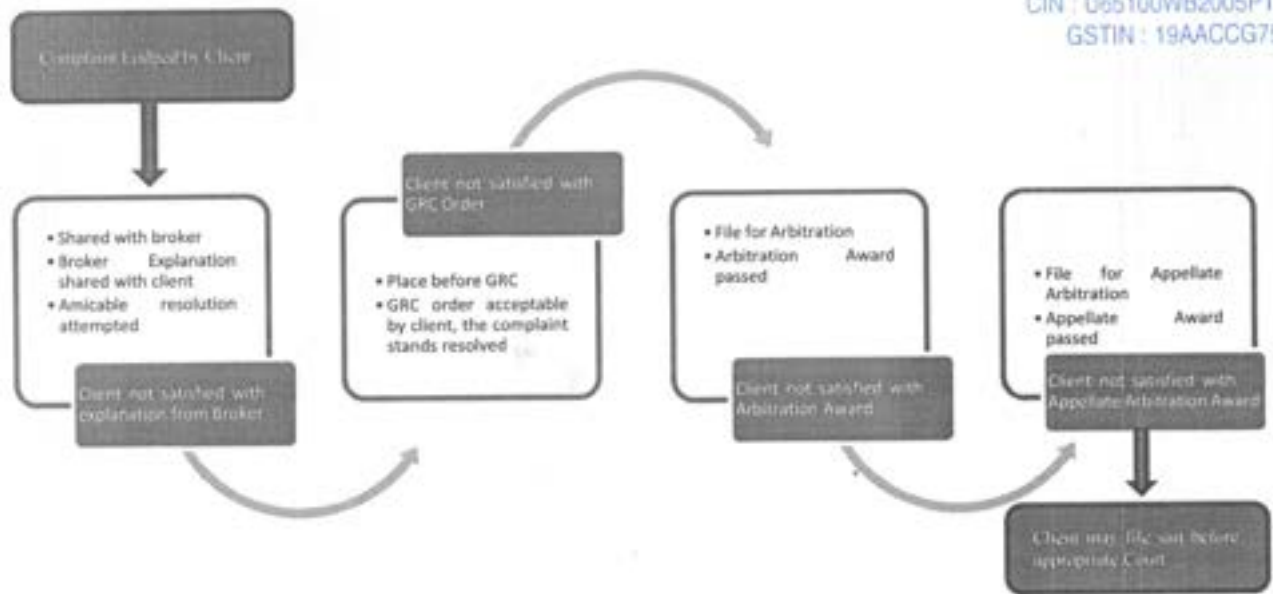 CIN : U65100WB2005PT
GSTIN : 19AACCG75
Complaint Lodged by Client
• Shared with broker
• Broker Explanation
shared with client
• Amicable resolution
attempted
Client not satisfied with
explanation from Broker
Client not satisfied with
GRC Order
• Place before GRC
• GRC order acceptable
by client, the complaint
stands resolved
• File for Arbitration
• Arbitration Award
passed
Client not satisfied with
Arbitration Award
• File for Appellate
Arbitration
• Appellate Award
passed
Client not satisfied with
Appellate Arbitration Award
Client may file suit before
appropriate Court